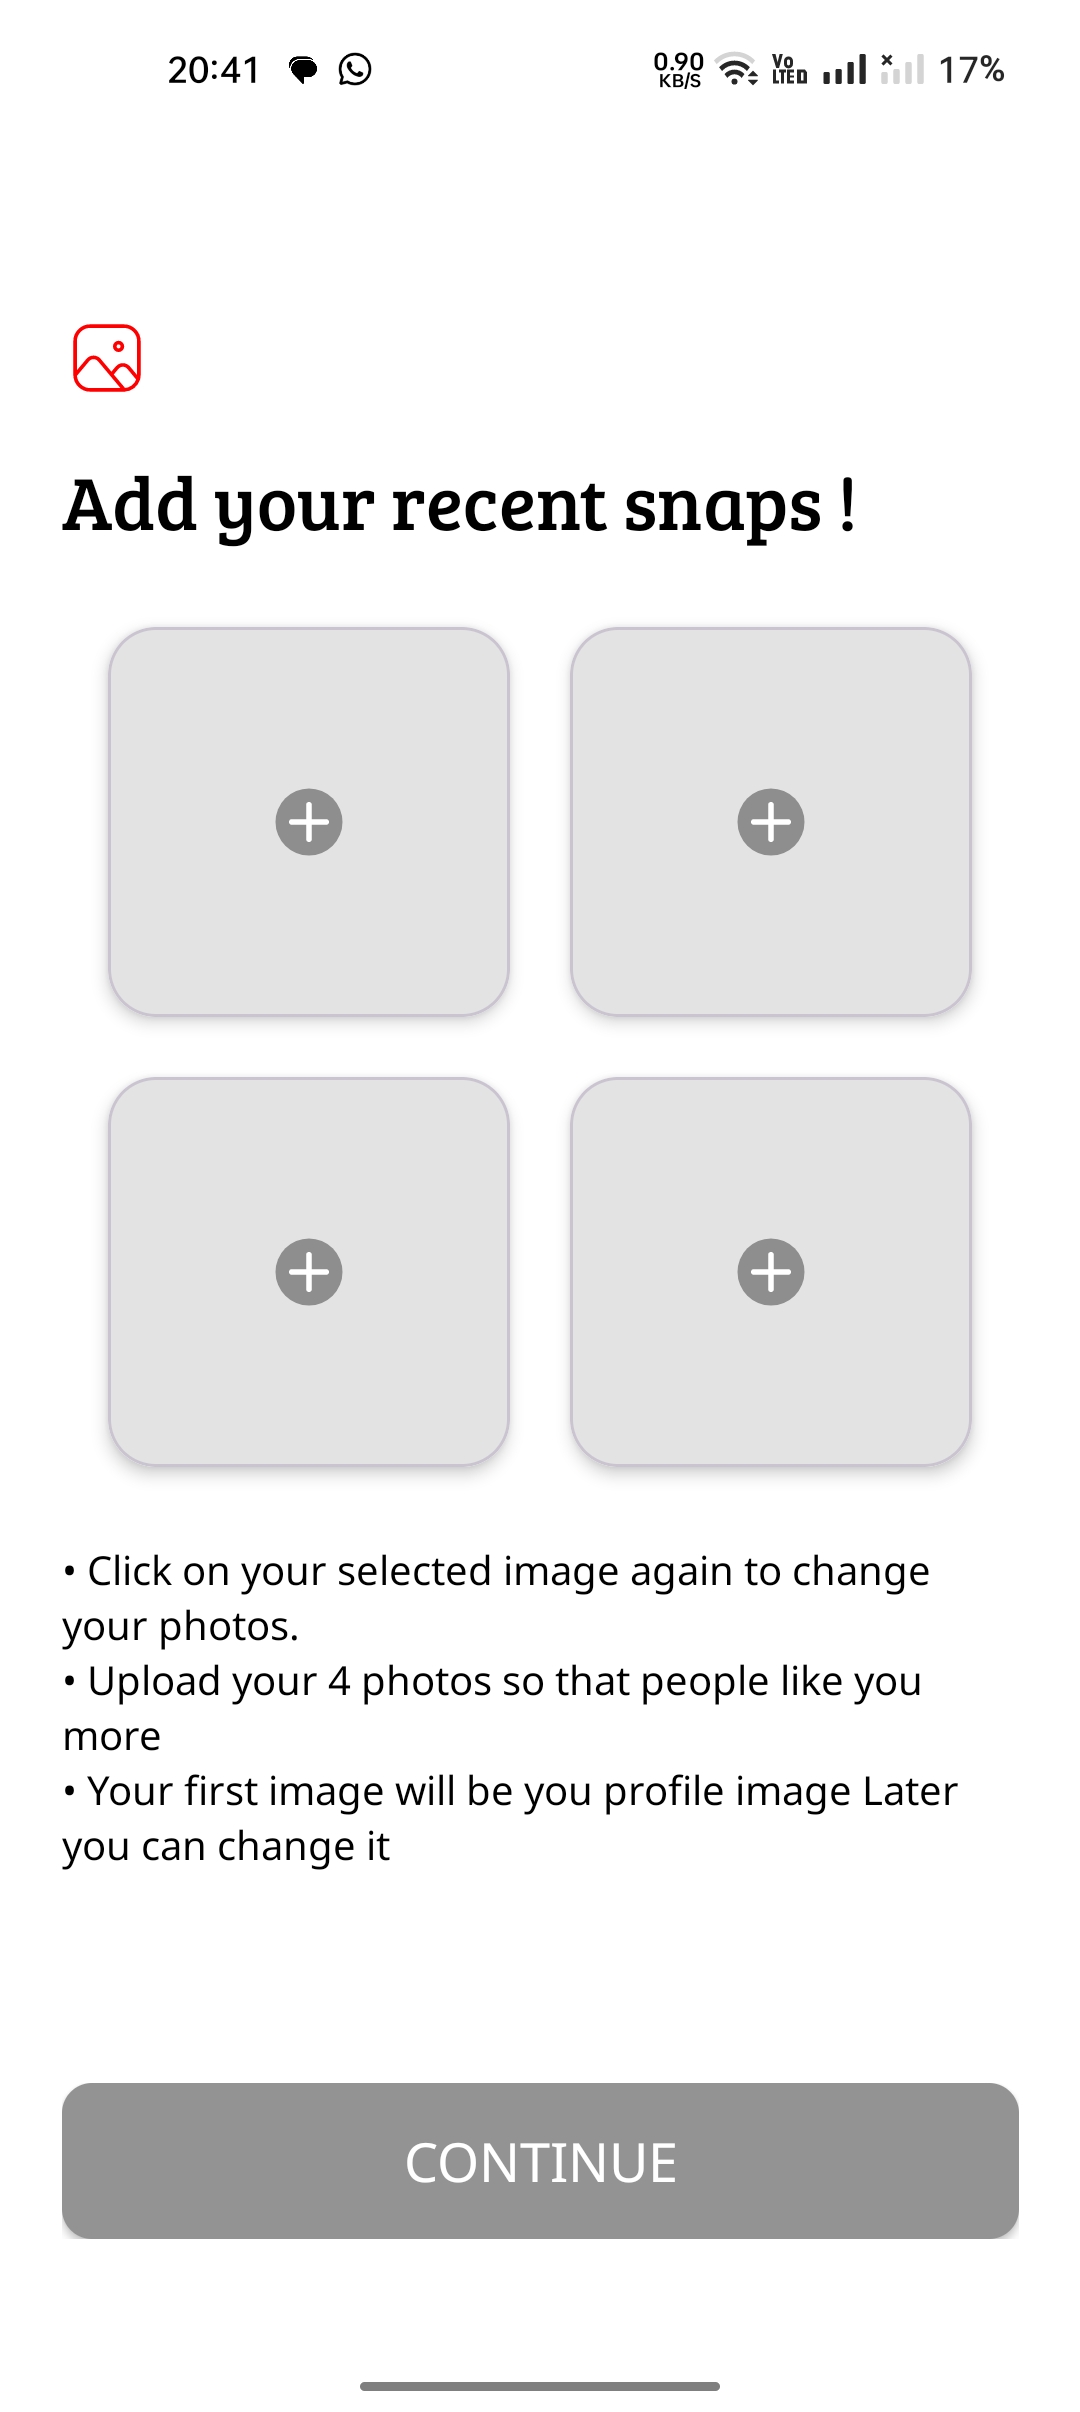 20:41 0.90 KB/S Vo LTED 17%
Add your recent snaps !
• Click on your selected image again to change
your photos.
• Upload your 4 photos so that people like you
more
• Your first image will be you profile image Later
you can change it
CONTINUE